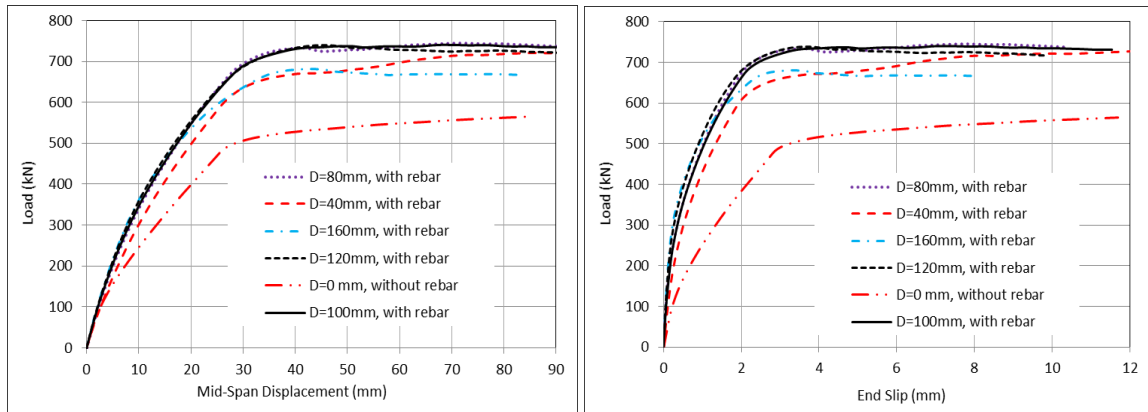 800
700
600
500
400
300
200
100
0
Load (kN)
D=80mm, with rebar
D=40mm, with rebar
D=160mm, with rebar
D=120mm, with rebar
D=0 mm, without rebar
D=100mm, with rebar
0 10 20 30 40 50 60 70 80 90
Mid-Span Displacement (mm)
800
700
600
500
400
300
200
100
0
Load (kN)
D=80mm, with rebar
D=40mm, with rebar
D=160mm, with rebar
D=120mm, with rebar
D=0 mm, without rebar
D=100mm, with rebar
0 2 4 6 8 10 12
End Slip (mm)